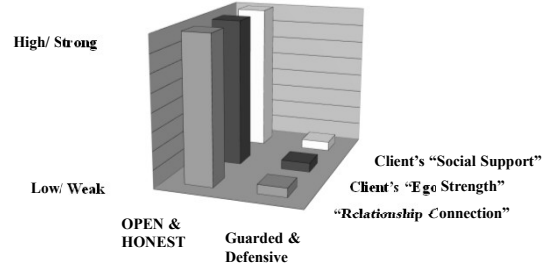 High/ Strong
Low/ Weak
Client's “Social Support”
Client's “Ego Strength”
“Relationship Connection”
OPEN &
HONEST
Guarded &
Defensive